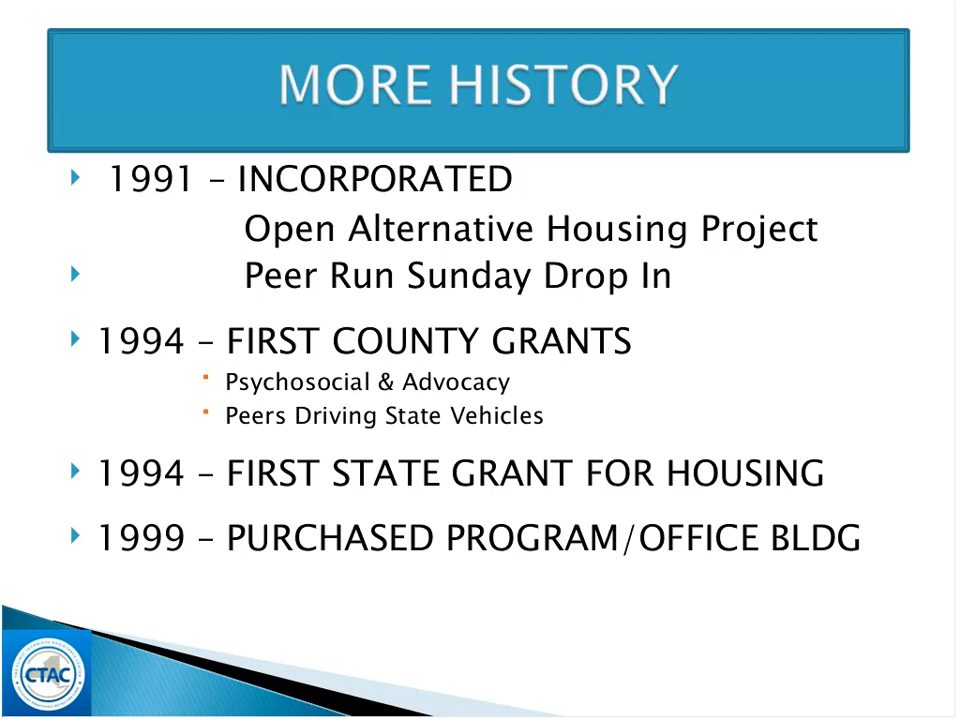 MORE HISTORY
1991 – INCORPORATED
Open Alternative Housing Project
Peer Run Sunday Drop In
1994 – FIRST COUNTY GRANTS
Psychosocial & Advocacy
Peers Driving State Vehicles
1994 – FIRST STATE GRANT FOR HOUSING
1999 – PURCHASED PROGRAM/OFFICE BLDG
CTAC